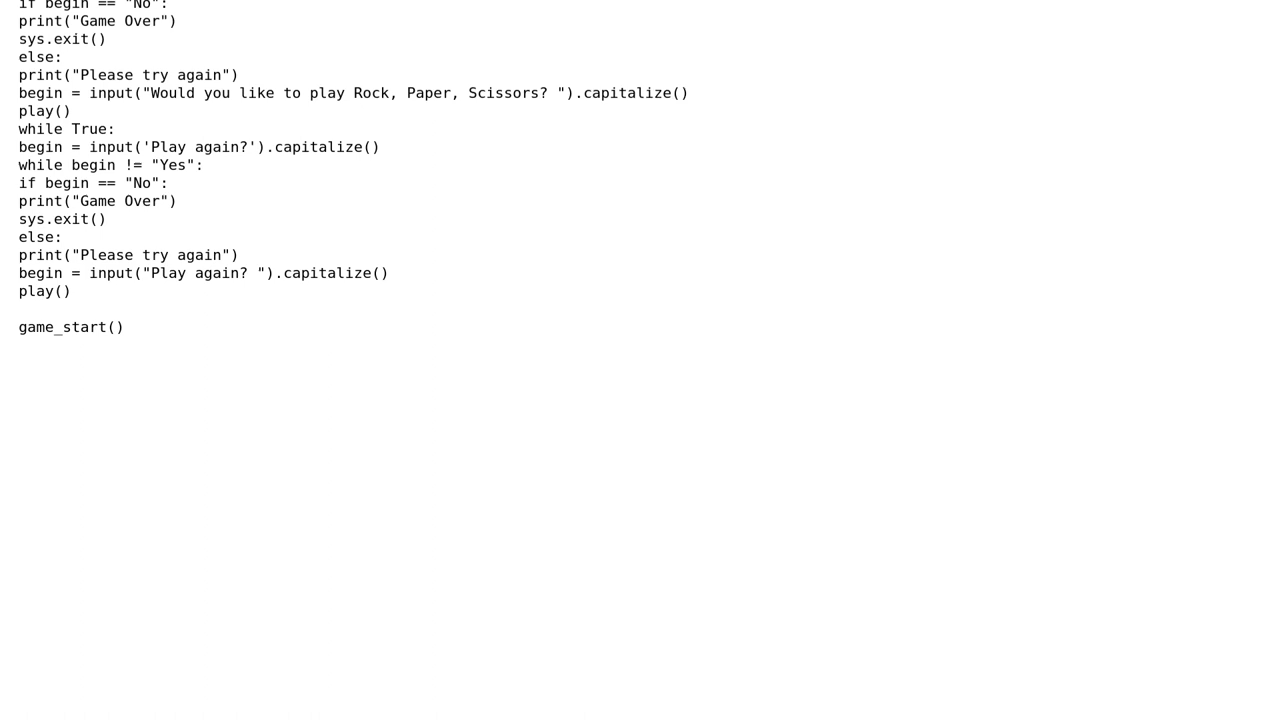 if begin == "No":
print("Game Over")
sys.exit()
else:
print("Please try again")
begin = input("Would you like to play Rock, Paper, Scissors? ").capitalize()
play()
while True:
begin = input('Play again?').capitalize()
while begin != "Yes":
if begin == "No":
print("Game Over")
sys.exit()
else:
print("Please try again")
begin = input("Play again? ").capitalize()
play()

game_start()